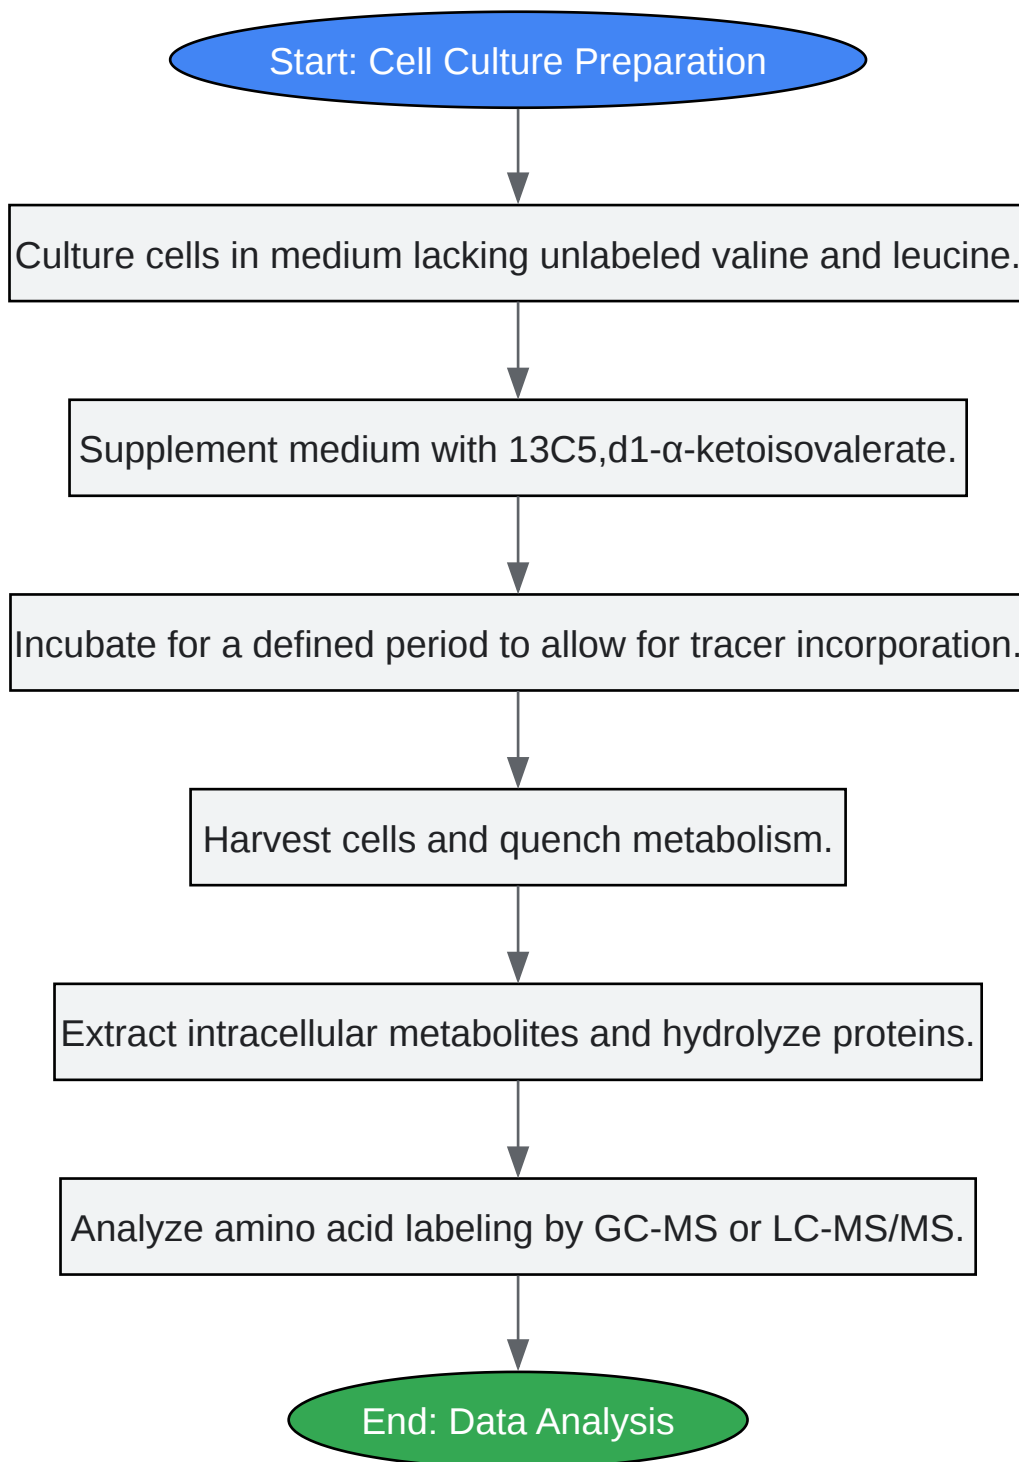 Start: Cell Culture Preparation
Culture cells in medium lacking unlabeled valine and leucine.
Supplement medium with 13C5,d1-α-ketoisovalerate.
Incubate for a defined period to allow for tracer incorporation.
Harvest cells and quench metabolism.
Extract intracellular metabolites and hydrolyze proteins.
Analyze amino acid labeling by GC-MS or LC-MS/MS.
End: Data Analysis